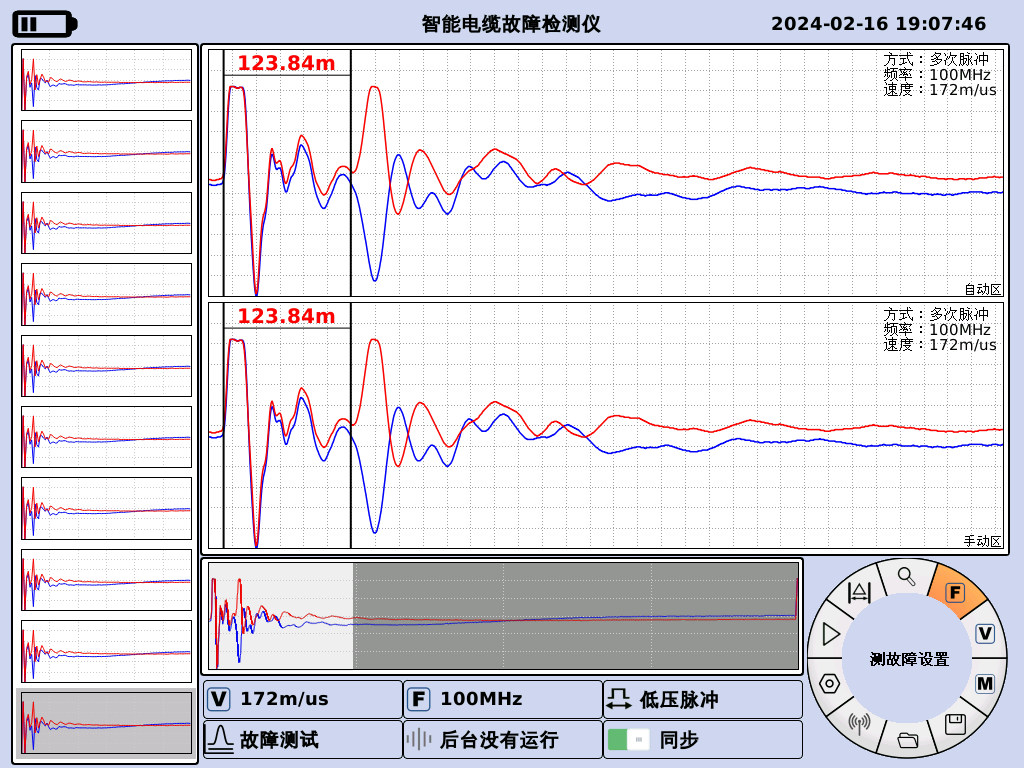 智能电缆故障检测仪
2024-02-16 19:07:46
123.84m
方式：多次脉冲
频率：100MHz
速度：172m/us
自动区
123.84m
方式：多次脉冲
频率：100MHz
速度：172m/us
手动区
F
V
测故障设置
M
V 172m/us
F 100MHz
低压脉冲
故障测试
后台没有运行
同步